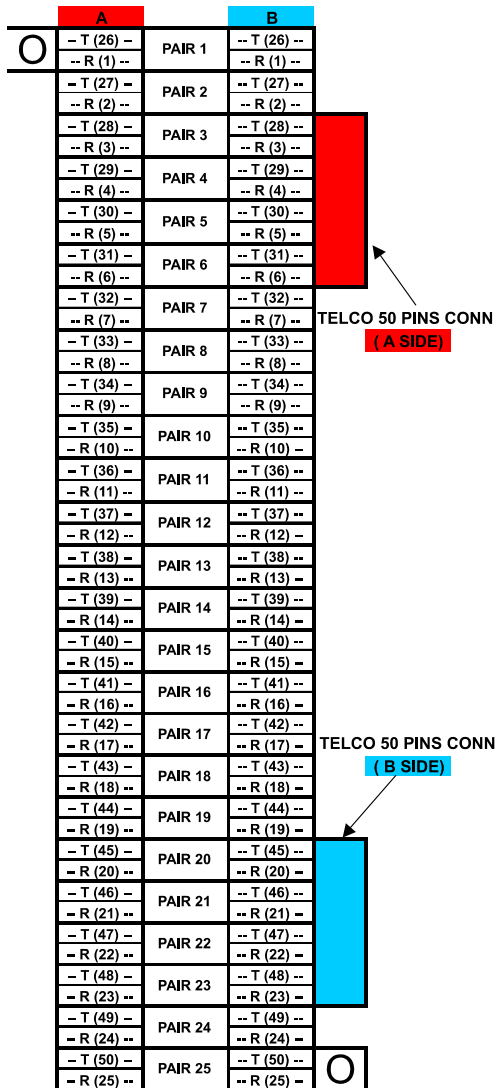 A B
O – T (26) – PAIR 1 -- T (26) --
-- R (1) -- -- R (1) --
– T (27) – PAIR 2 -- T (27) --
-- R (2) -- -- R (2) --
– T (28) – PAIR 3 -- T (28) --
-- R (3) -- -- R (3) --
– T (29) – PAIR 4 -- T (29) --
-- R (4) -- -- R (4) --
– T (30) – PAIR 5 -- T (30) --
-- R (5) -- -- R (5) --
– T (31) – PAIR 6 -- T (31) --
-- R (6) -- -- R (6) --
– T (32) – PAIR 7 -- T (32) --
-- R (7) -- -- R (7) --
TELCO 50 PINS CONN
( A SIDE)
– T (33) – PAIR 8 -- T (33) --
-- R (8) -- -- R (8) --
– T (34) – PAIR 9 -- T (34) --
-- R (9) -- -- R (9) --
– T (35) – PAIR 10 -- T (35) --
– R (10) -- -- R (10) –
– T (36) – PAIR 11 -- T (36) --
– R (11) -- -- R (11) --
– T (37) – PAIR 12 -- T (37) --
– R (12) -- -- R (12) –
– T (38) – PAIR 13 -- T (38) --
– R (13) -- -- R (13) –
– T (39) – PAIR 14 -- T (39) --
– R (14) -- -- R (14) –
– T (40) – PAIR 15 -- T (40) --
– R (15) -- -- R (15) –
– T (41) – PAIR 16 -- T (41) --
– R (16) -- -- R (16) –
– T (42) – PAIR 17 -- T (42) --
– R (17) -- -- R (17) –
TELCO 50 PINS CONN
( B SIDE)
– T (43) – PAIR 18 -- T (43) --
– R (18) -- -- R (18) –
– T (44) – PAIR 19 -- T (44) --
– R (19) -- -- R (19) –
– T (45) – PAIR 20 -- T (45) --
– R (20) -- -- R (20) –
– T (46) – PAIR 21 -- T (46) --
– R (21) -- -- R (21) –
– T (47) – PAIR 22 -- T (47) --
– R (22) -- -- R (22) –
– T (48) – PAIR 23 -- T (48) --
– R (23) -- -- R (23) –
– T (49) – PAIR 24 -- T (49) --
– R (24) -- -- R (24) –
– T (50) – PAIR 25 -- T (50) -- O
– R (25) -- -- R (25) –